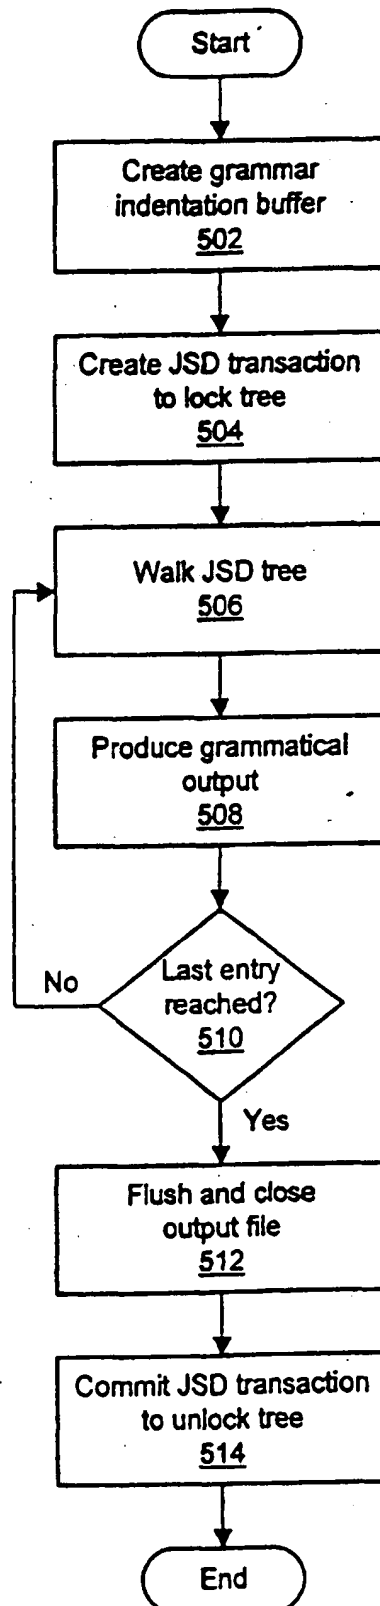 Start
Create grammar
indentation buffer
502
Create JSD transaction
to lock tree
504
Walk JSD tree
506
Produce grammatical
output
508
Last entry
reached?
510
No
Yes
Flush and close
output file
512
Commit JSD transaction
to unlock tree
514
End